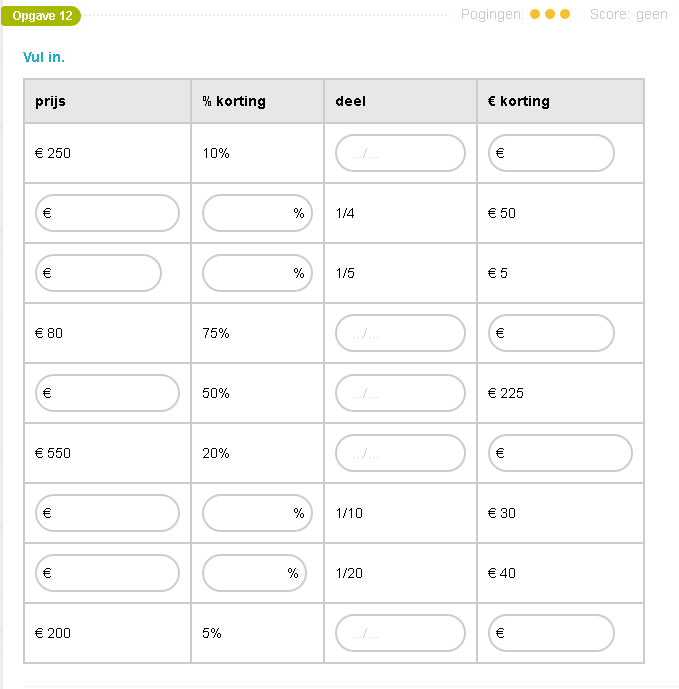 Opgave 12 Pogingen: Score: geen
Vul in.
prijs % korting deel € korting
€ 250 10% .../... €
€ % 1/4 € 50
€ % 1/5 € 5
€ 80 75% .../... €
€ 50% .../... € 225
€ 550 20% .../... €
€ % 1/10 € 30
€ % 1/20 € 40
€ 200 5% .../... €